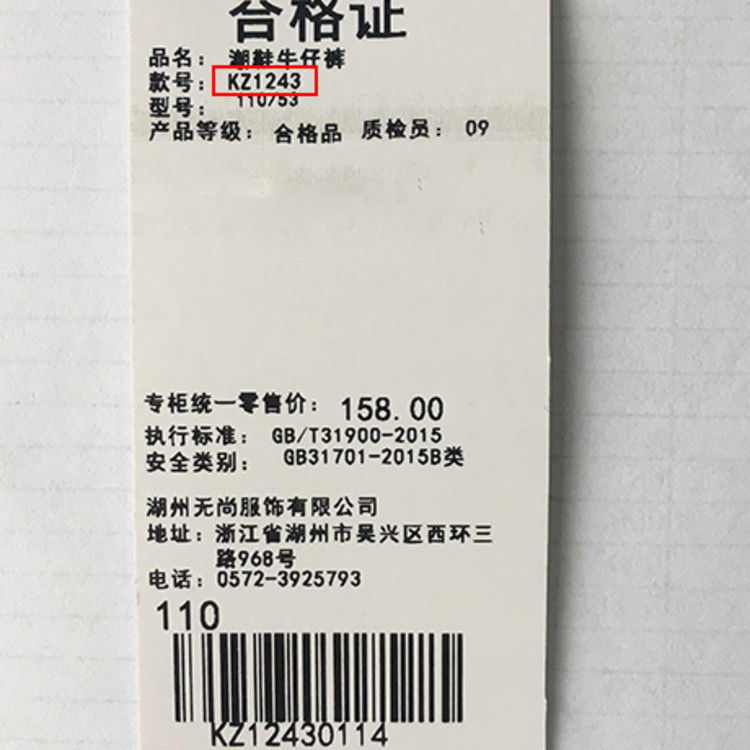 合格证
品名: 潮鞋牛仔裤
款号: KZ1243
型号: 110/53
产品等级: 合格品 质检员: 09
专柜统一零售价: 158.00
执行标准: GB/T31900-2015
安全类别: GB31701-2015B类
湖州无尚服饰有限公司
地址: 浙江省湖州市吴兴区西环三
路968号
电话: 0572-3925793
110
KZ12430114